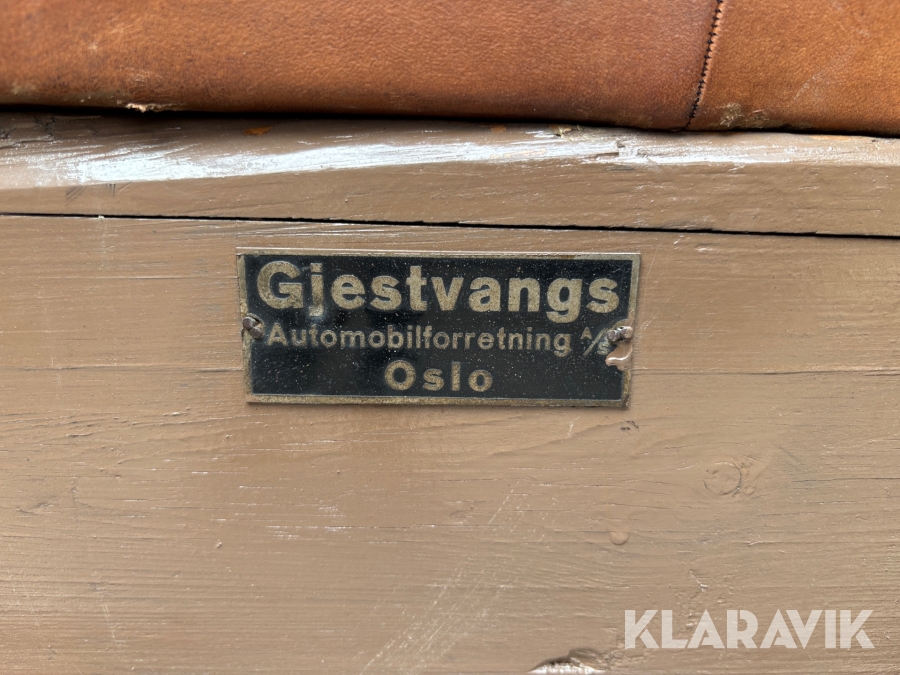 Gjestvangs
Automobilforretning A/S
Oslo
KLARAVIK